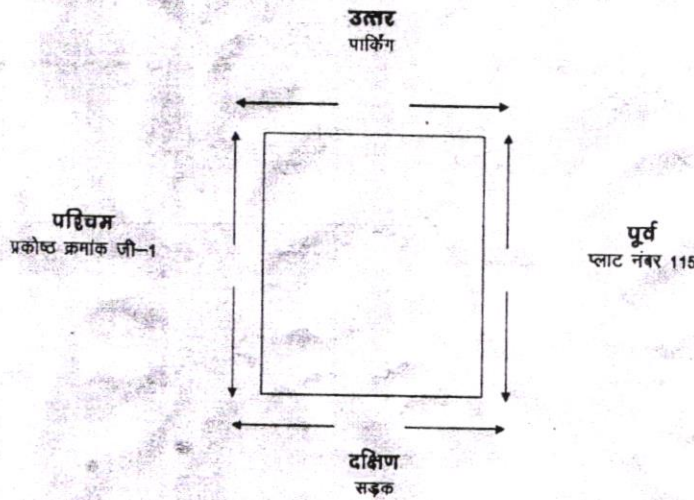 उत्तर
पार्किंग
पश्चिम
प्रकोष्ठ क्रमांक जी–1
पूर्व
प्लाट नंबर 115
दक्षिण
सड़क